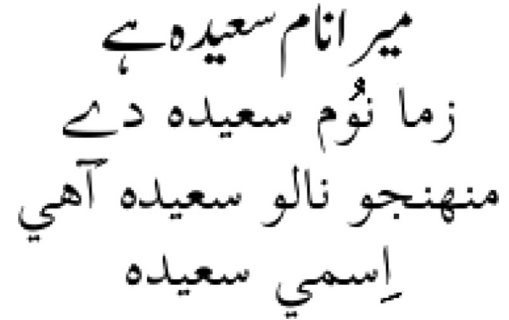 میرا نام سعیدہ ہے
زما نُوم سعيده دے
منهنجو نالو سعيده آهي
اِسمي سعيده